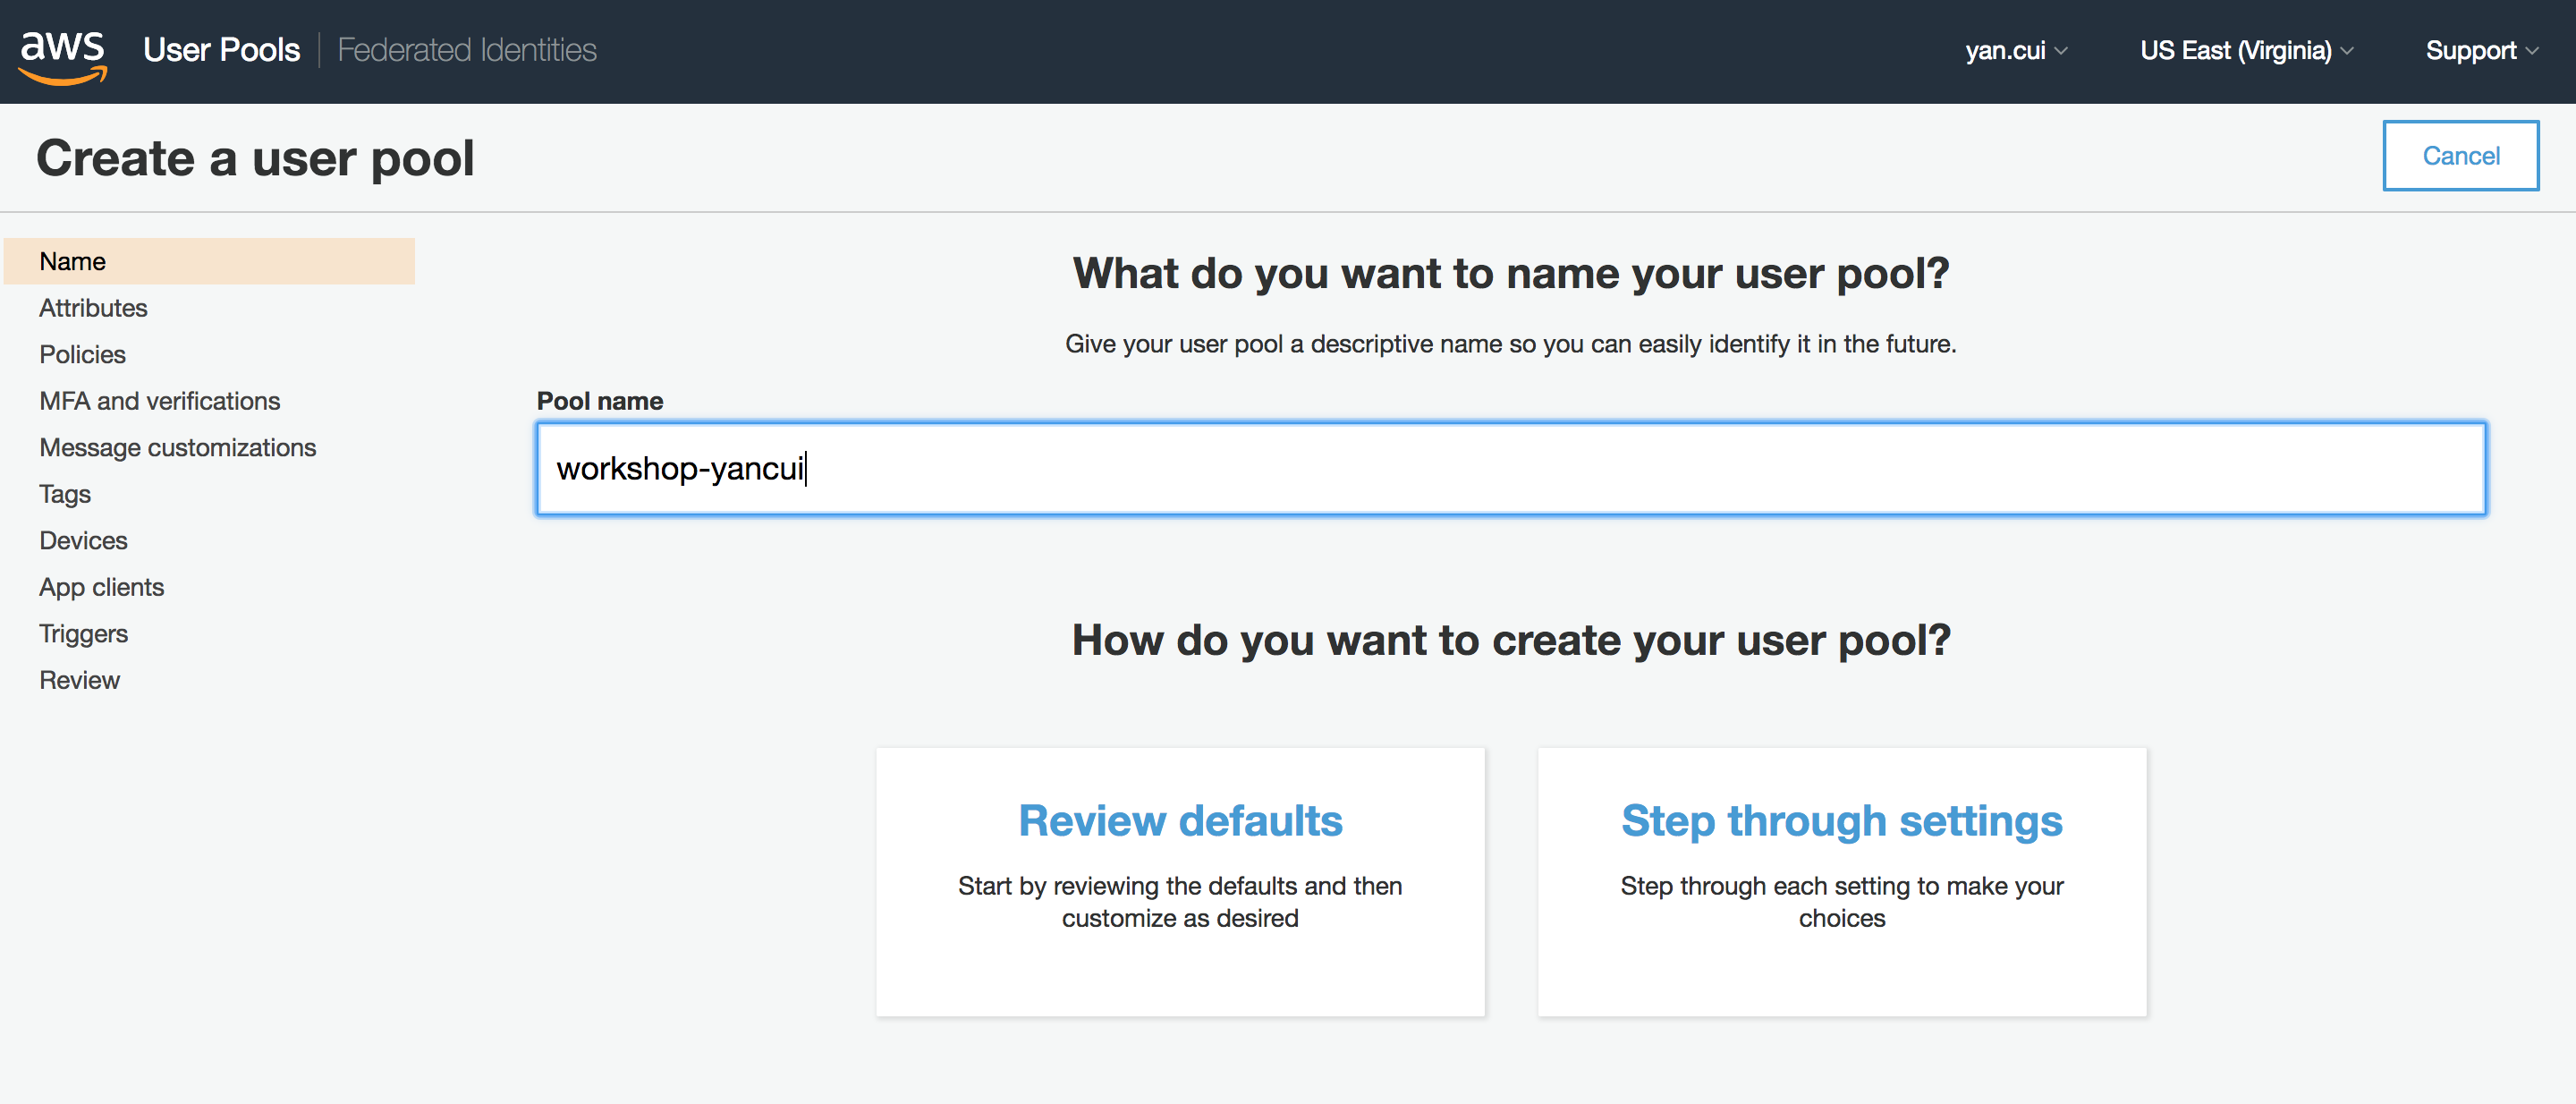 aws User Pools Federated Identities yan.cui US East (Virginia) Support
Create a user pool
Cancel
Name
Attributes
Policies
MFA and verifications
Message customizations
Tags
Devices
App clients
Triggers
Review
What do you want to name your user pool?
Give your user pool a descriptive name so you can easily identify it in the future.
Pool name
workshop-yancui
How do you want to create your user pool?
Review defaults
Start by reviewing the defaults and then
customize as desired
Step through settings
Step through each setting to make your
choices